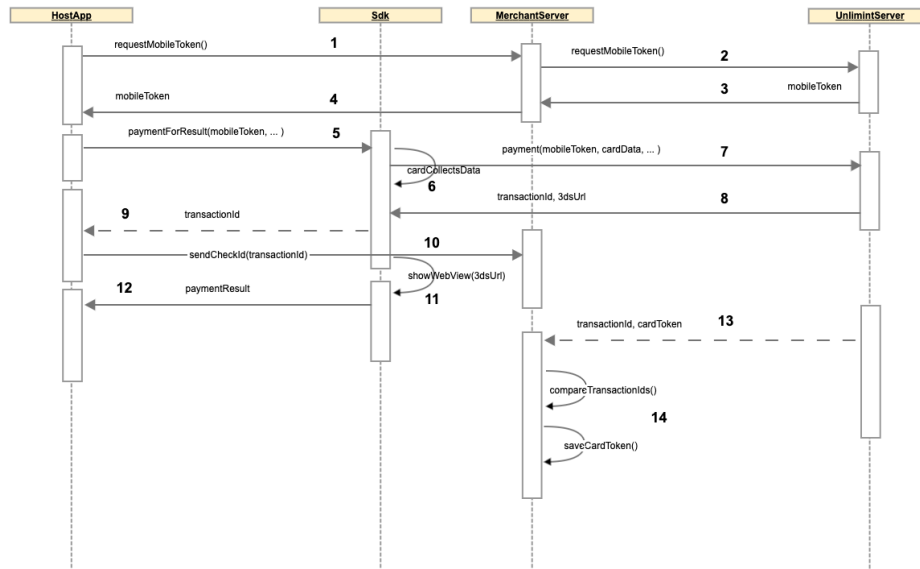 HostApp
Sdk
MerchantServer
UnlimintServer
requestMobileToken()
1
requestMobileToken()
2
3
mobileToken
mobileToken
4
paymentForResult(mobileToken, ... )
5
payment(mobileToken, cardData, ... )
7
cardCollectsData
6
transactionId, 3dsUrl
8
9
transactionId
10
sendCheckId(transactionId)
showWebView(3dsUrl)
11
12
paymentResult
transactionId, cardToken
13
compareTransactionIds()
14
saveCardToken()